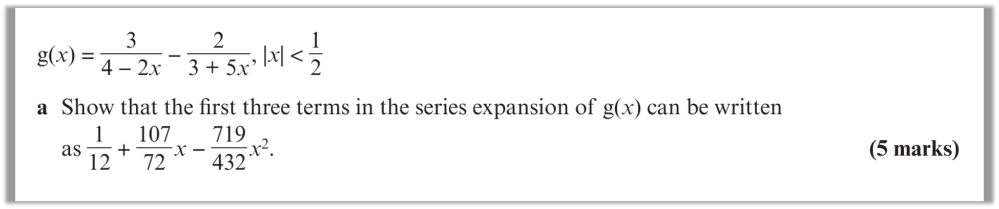 g(x) = 3/(4 − 2x) − 2/(3 + 5x), |x| < 1/2
a Show that the first three terms in the series expansion of g(x) can be written
as 1/12 + 107/72 x − 719/432 x². (5 marks)